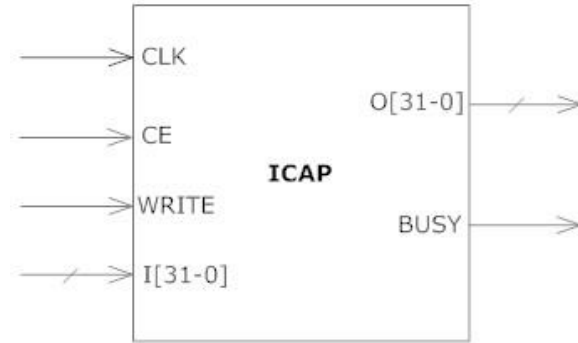 CLK
O[31-0]
CE
ICAP
WRITE
BUSY
I[31-0]